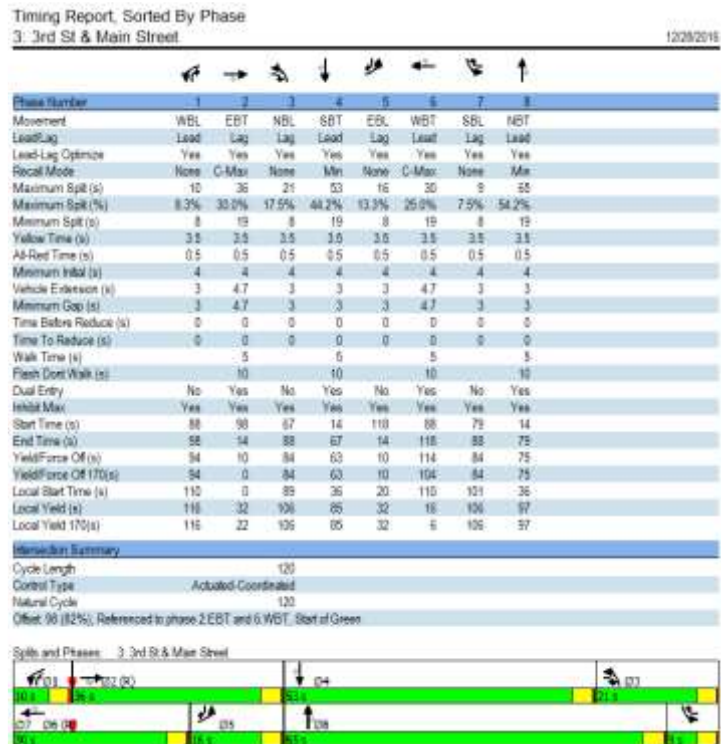 Timing Report, Sorted By Phase
3: 3rd St & Main Street 12/28/2016
Phase Number 1 2 3 4 5 6 7 8
Movement WBL EBT NBL SBT EBL WBT SBL NBT
Lead/Lag Lead Lag Lag Lead Lag Lead Lag Lead
Lead-Lag Optimize Yes Yes Yes Yes Yes Yes Yes Yes
Recall Mode None C-Max None Min None C-Max None Min
Maximum Split (s) 10 36 21 53 16 30 9 65
Maximum Split (%) 8.3% 30.0% 17.5% 44.2% 13.3% 25.0% 7.5% 54.2%
Minimum Split (s) 8 19 8 19 8 19 8 19
Yellow Time (s) 3.5 3.5 3.5 3.5 3.5 3.5 3.5 3.5
All-Red Time (s) 0.5 0.5 0.5 0.5 0.5 0.5 0.5 0.5
Minimum Initial (s) 4 4 4 4 4 4 4 4
Vehicle Extension (s) 3 4.7 3 3 3 4.7 3 3
Minimum Gap (s) 3 4.7 3 3 3 4.7 3 3
Time Before Reduce (s) 0 0 0 0 0 0 0 0
Time To Reduce (s) 0 0 0 0 0 0 0 0
Walk Time (s) 5 5 5 5
Flash Dont Walk (s) 10 10 10 10
Dual Entry No Yes No Yes No Yes No Yes
Inhibit Max Yes Yes Yes Yes Yes Yes Yes Yes
Start Time (s) 88 98 67 14 118 88 79 14
End Time (s) 98 14 88 67 14 118 88 79
Yield/Force Off (s) 94 10 84 63 10 114 84 75
Yield/Force Off 170(s) 94 0 84 63 10 104 84 75
Local Start Time (s) 110 0 89 36 20 110 101 36
Local Yield (s) 116 32 106 85 32 16 106 97
Local Yield 170(s) 116 22 106 85 32 6 106 97
Intersection Summary
Cycle Length 120
Control Type Actuated-Coordinated
Natural Cycle 120
Offset: 98 (82%), Referenced to phase 2:EBT and 6:WBT, Start of Green
Splits and Phases: 3: 3rd St & Main Street
Ø1 Ø2 (R) Ø4 Ø3
10 s 36 s 53 s 21 s
Ø7 Ø6 (R) Ø5 Ø8
30 s 16 s 65 s 9 s